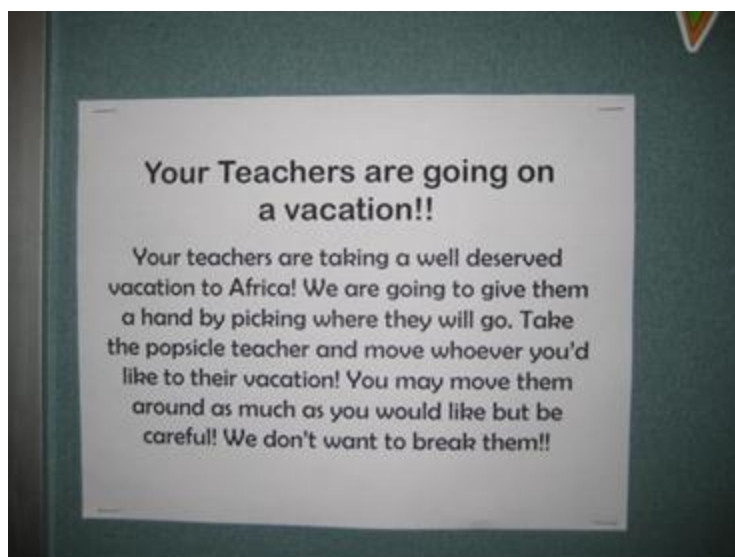 Your Teachers are going on
a vacation!!
Your teachers are taking a well deserved
vacation to Africa! We are going to give them
a hand by picking where they will go. Take
the popsicle teacher and move whoever you'd
like to their vacation! You may move them
around as much as you would like but be
careful! We don't want to break them!!